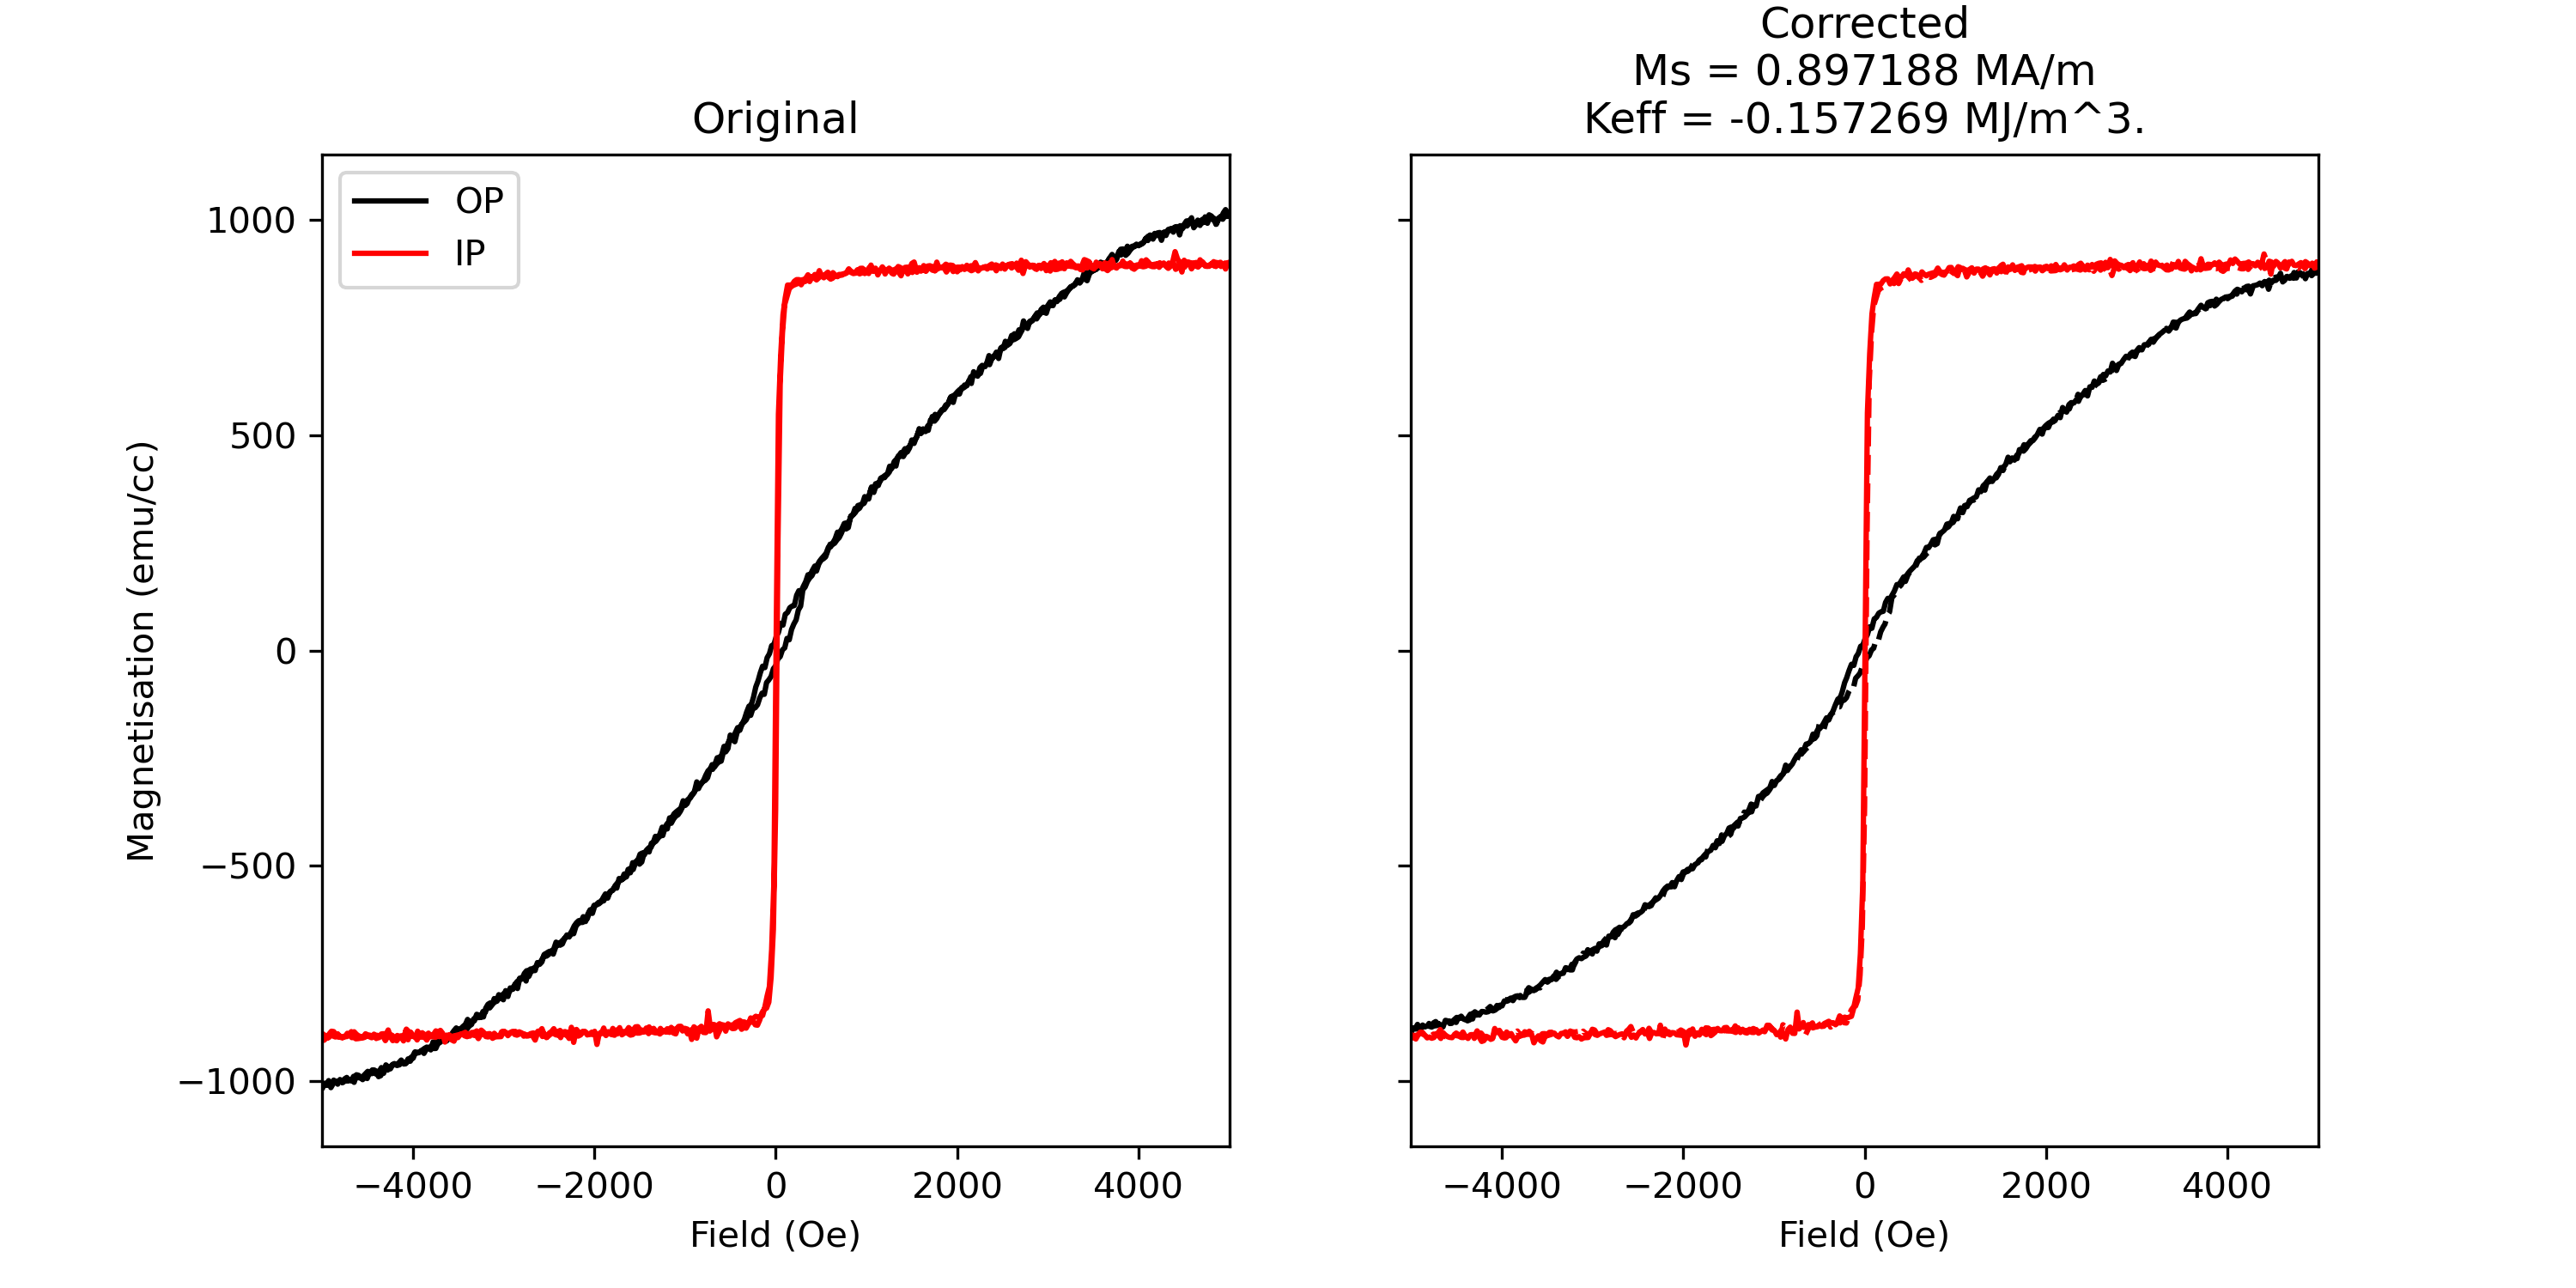 Original
OP
IP
1000
500
0
−500
−1000
Magnetisation (emu/cc)
−4000 −2000 0 2000 4000
Field (Oe)
Corrected
Ms = 0.897188 MA/m
Keff = -0.157269 MJ/m^3.
−4000 −2000 0 2000 4000
Field (Oe)